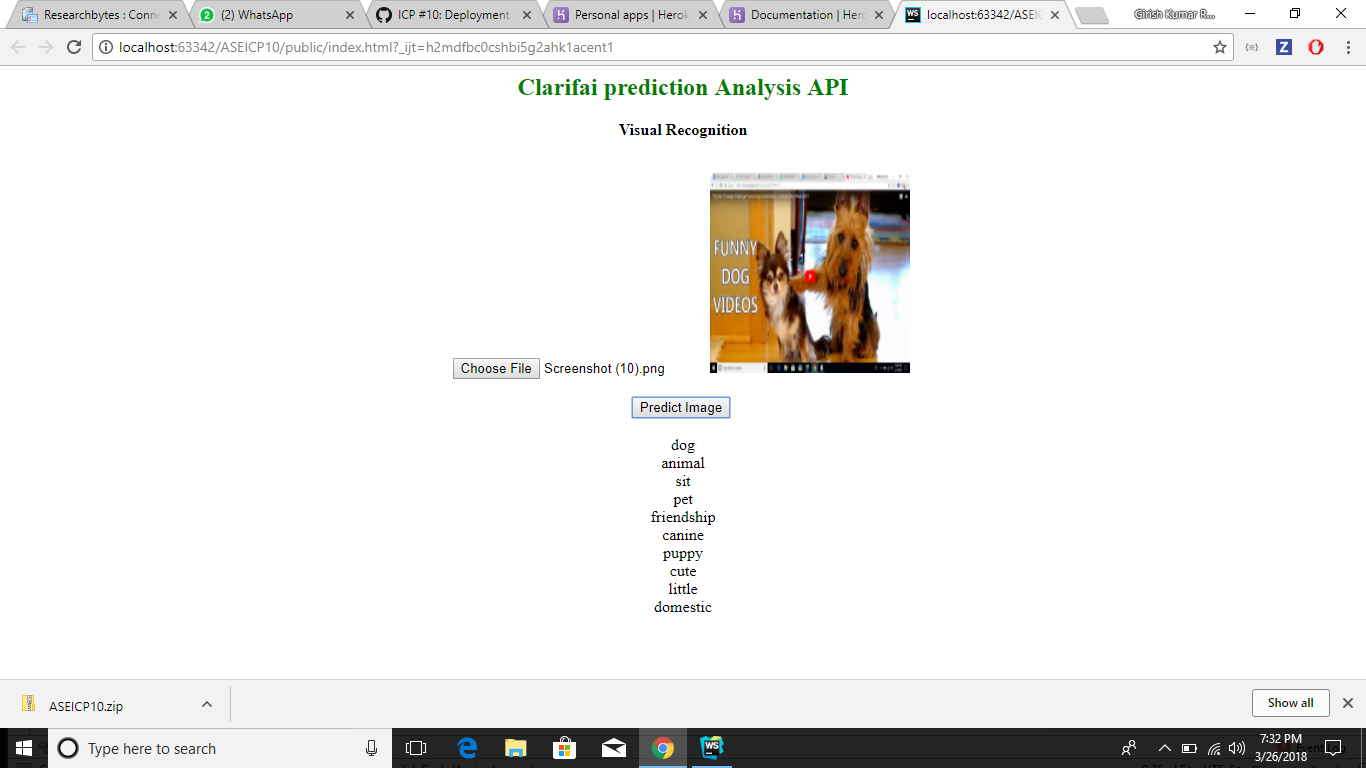 Researchbytes : Conn
(2) WhatsApp
ICP #10: Deployment
Personal apps | Herok
Documentation | Hero
localhost:63342/ASEIC
Girish Kumar R...
localhost:63342/ASEICP10/public/index.html?_ijt=h2mdfbc0cshbi5g2ahk1acent1
Clarifai prediction Analysis API
Visual Recognition
FUNNY
DOG
VIDEOS
Choose File Screenshot (10).png
Predict Image
dog
animal
sit
pet
friendship
canine
puppy
cute
little
domestic
ASEICP10.zip
Show all
Type here to search
WS
7:32 PM
3/26/2018